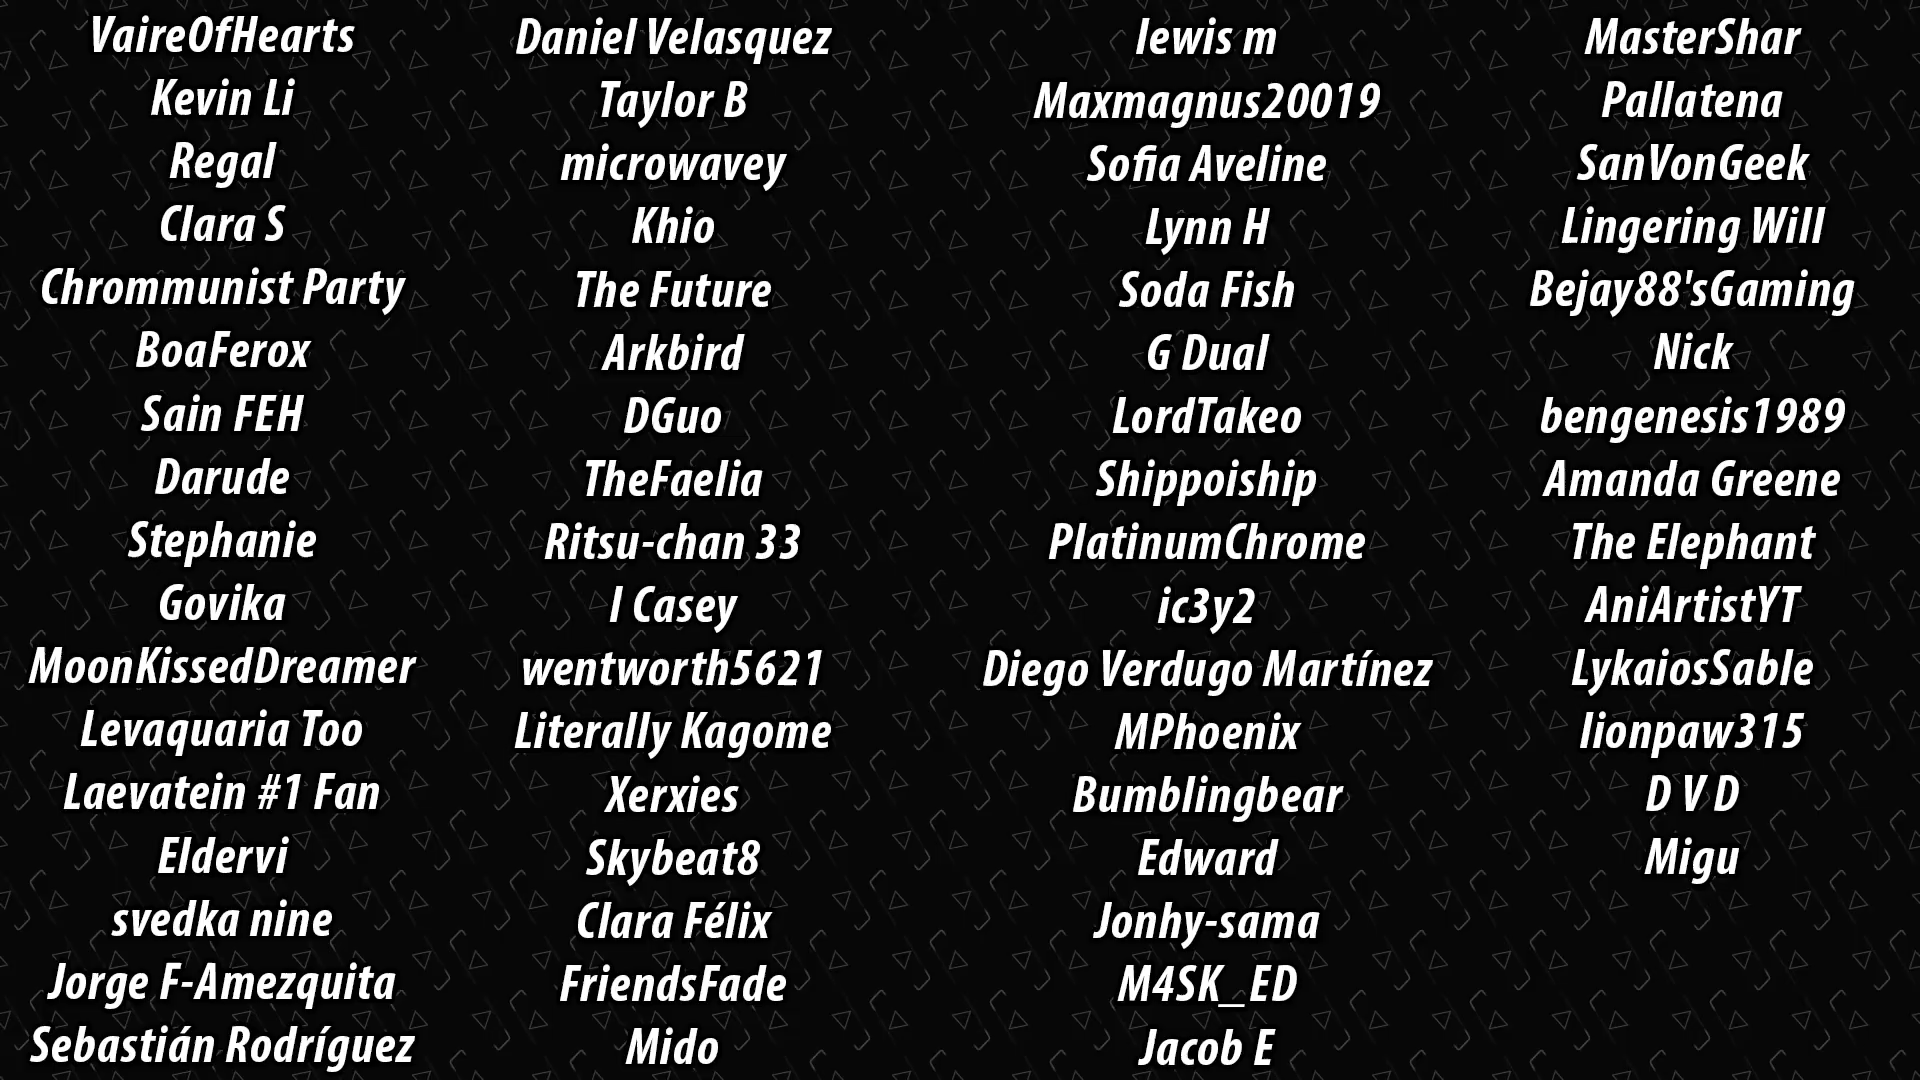 VaireOfHearts
Kevin Li
Regal
Clara S
Chrommunist Party
BoaFerox
Sain FEH
Darude
Stephanie
Govika
MoonKissedDreamer
Levaquaria Too
Laevatein #1 Fan
Eldervi
svedka nine
Jorge F-Amezquita
Sebastián Rodríguez
Daniel Velasquez
Taylor B
microwavey
Khio
The Future
Arkbird
DGuo
TheFaelia
Ritsu-chan 33
I Casey
wentworth5621
Literally Kagome
Xerxies
Skybeat8
Clara Félix
FriendsFade
Mido
lewis m
Maxmagnus20019
Sofia Aveline
Lynn H
Soda Fish
G Dual
LordTakeo
Shippoiship
PlatinumChrome
ic3y2
Diego Verdugo Martínez
MPhoenix
Bumblingbear
Edward
Jonhy-sama
M4SK_ED
Jacob E
MasterShar
Pallatena
SanVonGeek
Lingering Will
Bejay88'sGaming
Nick
bengenesis1989
Amanda Greene
The Elephant
AniArtistYT
LykaiosSable
lionpaw315
D V D
Migu